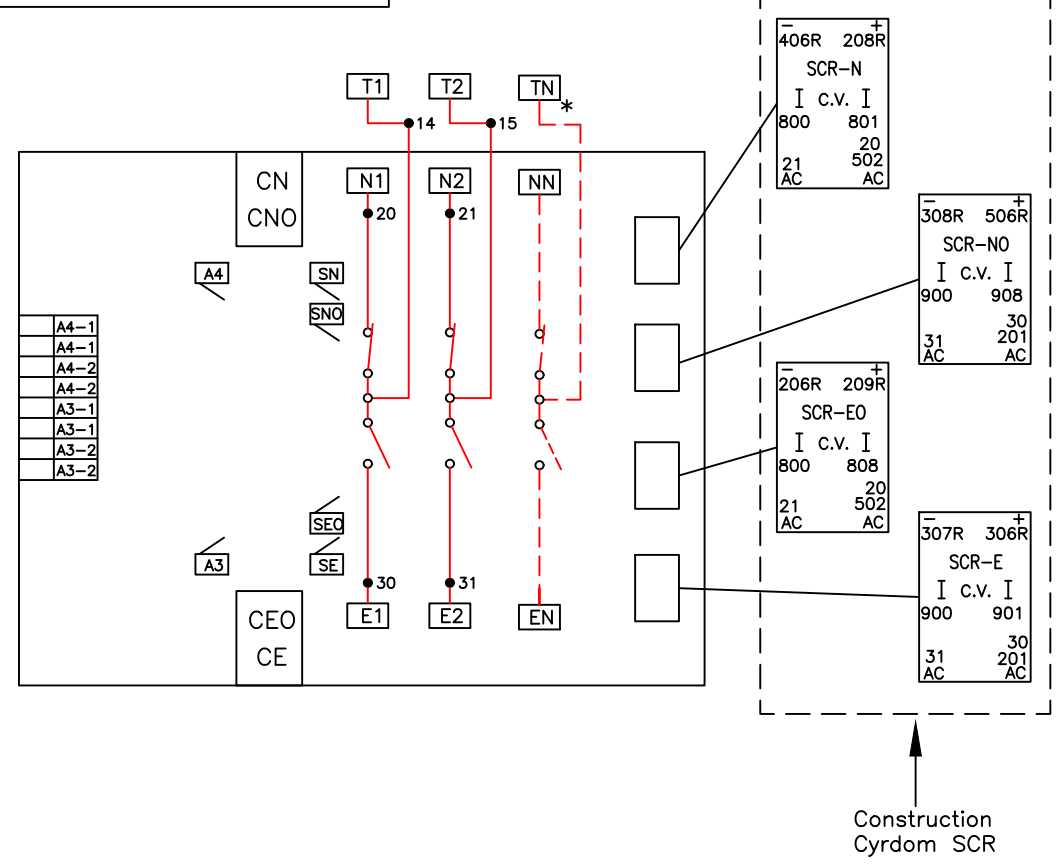 T1
T2
TN
*
14
15
CN
CNO
N1
N2
NN
20
21
A4
SN
SNO
A4-1
A4-1
A4-2
A4-2
A3-1
A3-1
A3-2
A3-2
SEO
A3
SE
30
31
CEO
CE
E1
E2
EN
- +
406R 208R
SCR-N
I C.V. I
800 801
20
21 502
AC AC
- +
308R 506R
SCR-NO
I C.V. I
900 908
30
31 201
AC AC
- +
206R 209R
SCR-EO
I C.V. I
800 808
20
21 502
AC AC
- +
307R 306R
SCR-E
I C.V. I
900 901
30
31 201
AC AC
Construction
Cyrdom SCR